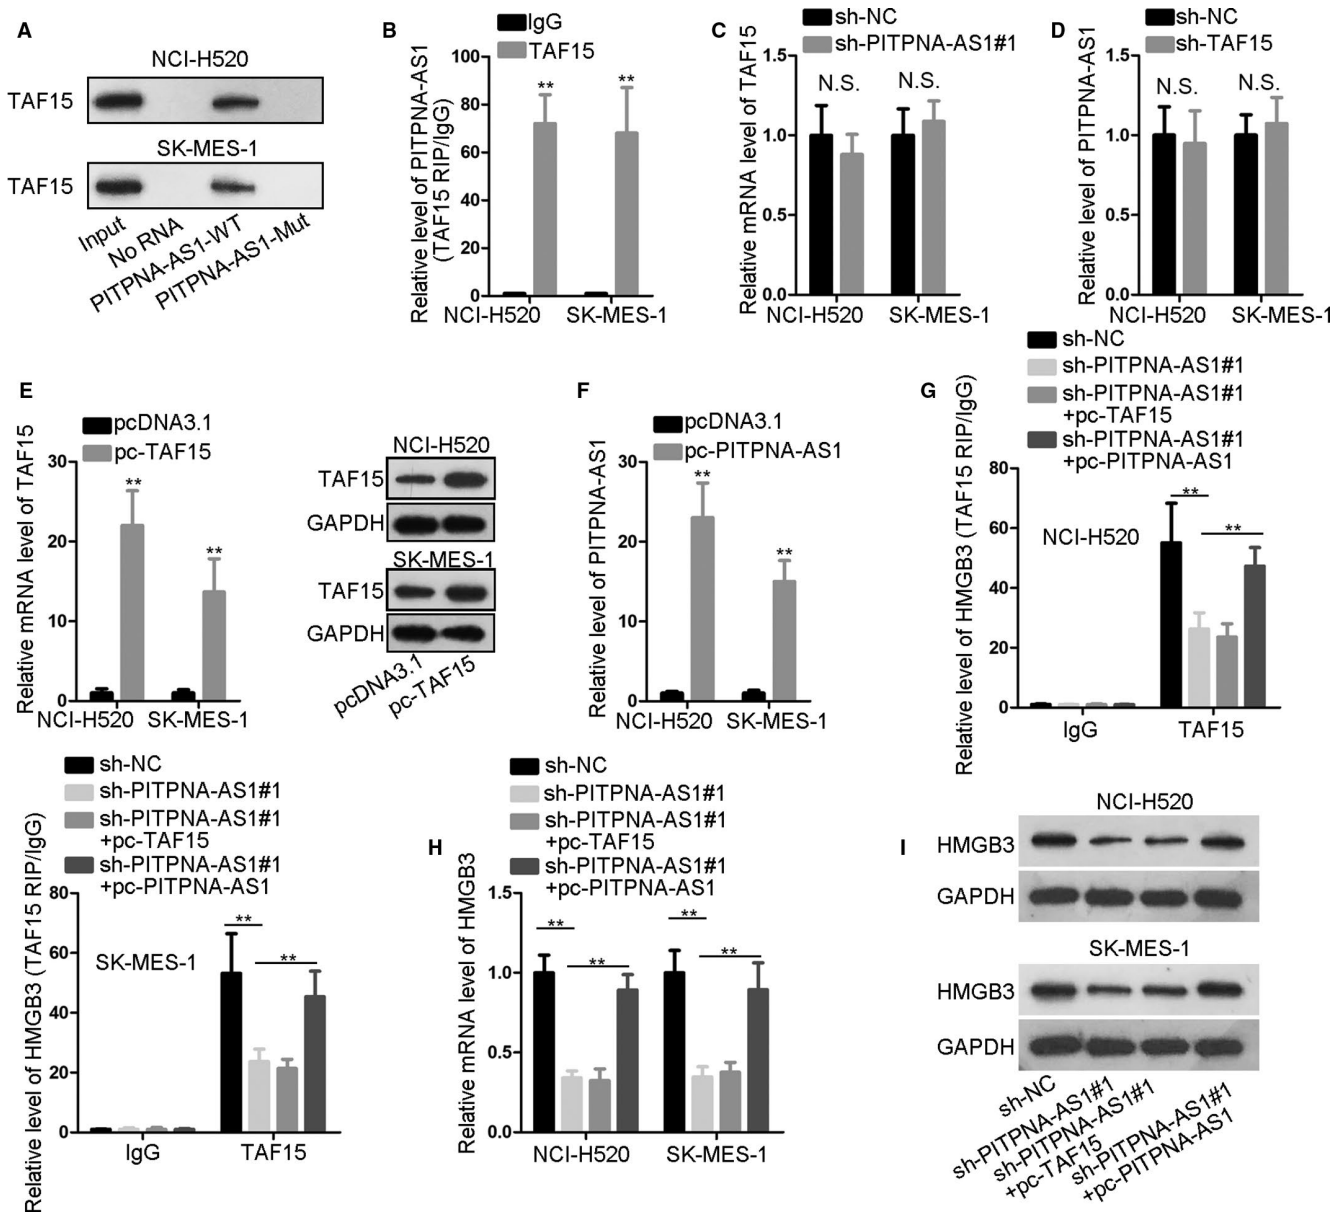 A
NCI-H520
TAF15
SK-MES-1
TAF15
Input
No RNA
PITPNA-AS1-WT
PITPNA-AS1-Mut
B
IgG
TAF15
Relative level of PITPNA-AS1
(TAF15 RIP/IgG)
100
80
60
40
20
0
**
**
NCI-H520
SK-MES-1
C
sh-NC
sh-PITPNA-AS1#1
Relative mRNA level of TAF15
1.5
1.0
0.5
0.0
N.S.
N.S.
NCI-H520
SK-MES-1
D
sh-NC
sh-TAF15
Relative level of PITPNA-AS1
1.5
1.0
0.5
0.0
N.S.
N.S.
NCI-H520
SK-MES-1
E
pcDNA3.1
pc-TAF15
Relative mRNA level of TAF15
30
20
10
0
**
**
NCI-H520
SK-MES-1
NCI-H520
TAF15
GAPDH
SK-MES-1
TAF15
GAPDH
pcDNA3.1
pc-TAF15
F
pcDNA3.1
pc-PITPNA-AS1
Relative level of PITPNA-AS1
30
20
10
0
**
**
NCI-H520
SK-MES-1
G
sh-NC
sh-PITPNA-AS1#1
sh-PITPNA-AS1#1
+pc-TAF15
sh-PITPNA-AS1#1
+pc-PITPNA-AS1
Relative level of HMGB3 (TAF15 RIP/IgG)
80
60
40
20
0
NCI-H520
**
**
IgG
TAF15
sh-NC
sh-PITPNA-AS1#1
sh-PITPNA-AS1#1
+pc-TAF15
sh-PITPNA-AS1#1
+pc-PITPNA-AS1
Relative level of HMGB3 (TAF15 RIP/IgG)
80
60
40
20
0
SK-MES-1
**
**
IgG
TAF15
H
sh-NC
sh-PITPNA-AS1#1
sh-PITPNA-AS1#1
+pc-TAF15
sh-PITPNA-AS1#1
+pc-PITPNA-AS1
Relative mRNA level of HMGB3
1.5
1.0
0.5
0.0
**
**
**
**
NCI-H520
SK-MES-1
I
NCI-H520
HMGB3
GAPDH
SK-MES-1
HMGB3
GAPDH
sh-NC
sh-PITPNA-AS1#1
sh-PITPNA-AS1#1
+pc-TAF15
sh-PITPNA-AS1#1
+pc-PITPNA-AS1